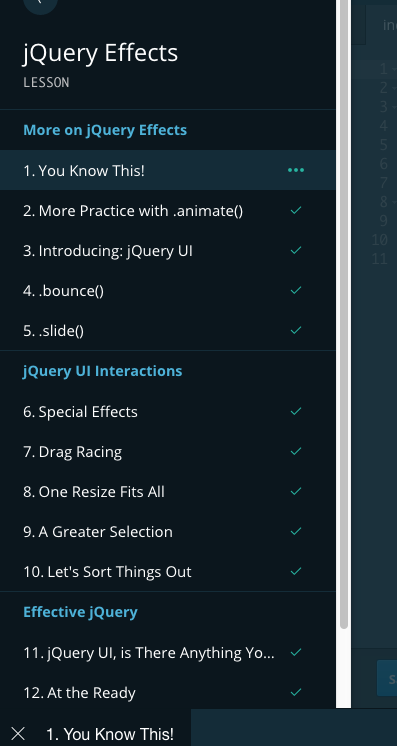 jQuery Effects
LESSON
More on jQuery Effects
1. You Know This!
2. More Practice with .animate()
3. Introducing: jQuery UI
4. .bounce()
5. .slide()
jQuery UI Interactions
6. Special Effects
7. Drag Racing
8. One Resize Fits All
9. A Greater Selection
10. Let's Sort Things Out
Effective jQuery
11. jQuery UI, is There Anything Yo...
12. At the Ready
1. You Know This!
in
1
2
3
4
5
6
7
8
9
10
11
S